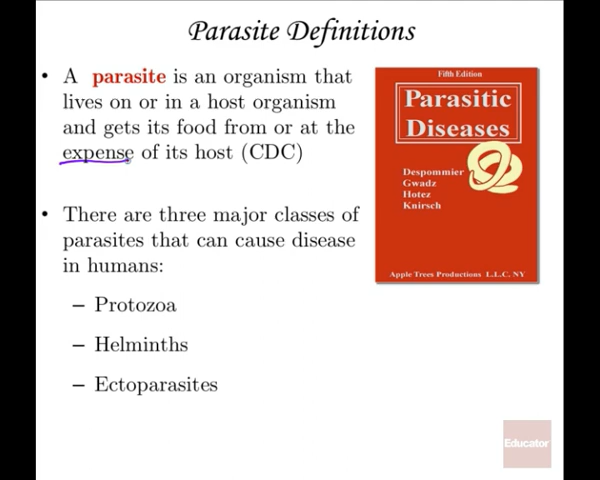 Parasite Definitions
• A parasite is an organism that
lives on or in a host organism
and gets its food from or at the
expense of its host (CDC)
• There are three major classes of
parasites that can cause disease
in humans:
– Protozoa
– Helminths
– Ectoparasites
Fifth Edition
Parasitic
Diseases
Despommier
Gwadz
Hotez
Knirsch
Apple Trees Productions L.L.C. NY
Educator